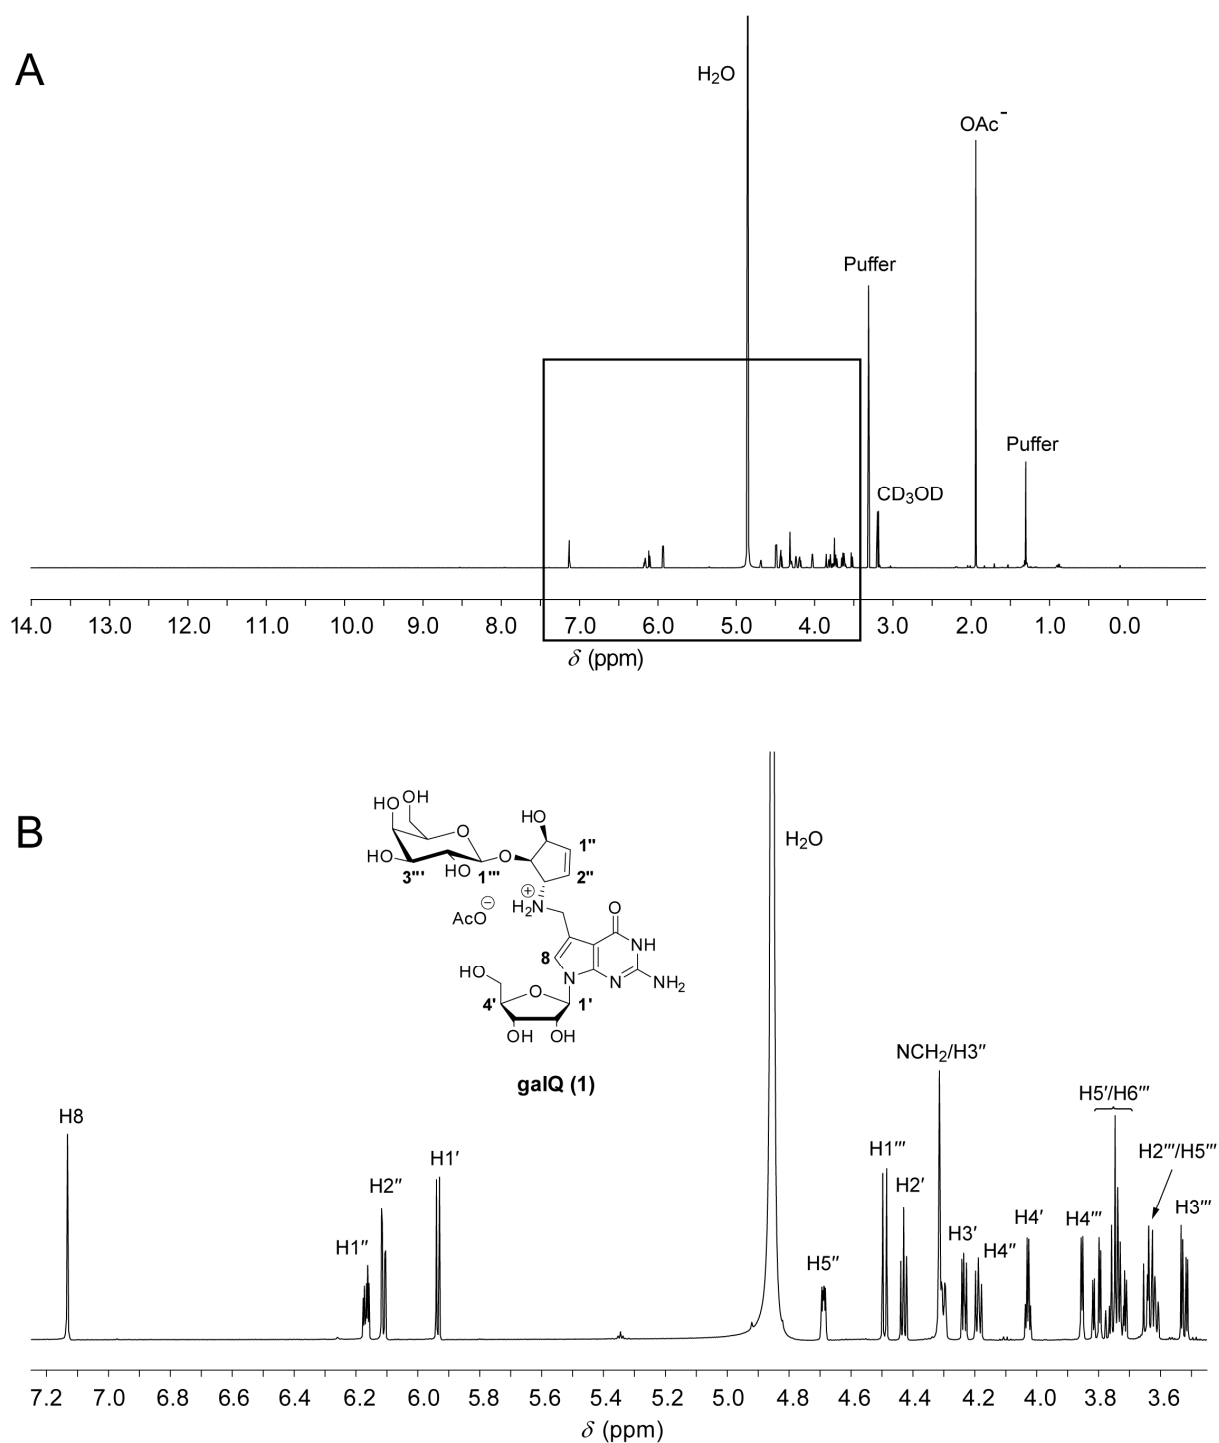 A
H₂O
OAc⁻
Puffer
Puffer
CD₃OD
14.0 13.0 12.0 11.0 10.0 9.0 8.0 7.0 6.0 5.0 4.0 3.0 2.0 1.0 0.0
δ (ppm)
B
HO OH
HO
O
1''
H₂O
HO O
3''' HO 1''' 2''
⊕
AcO⊖ H₂N O
NH
8
HO N N NH₂
O
4' 1'
OH OH
galQ (1)
NCH₂/H3″
H5′/H6‴
H8
H1‴ H2‴/H5‴
H1′
H2″ H2′
H3‴
H4′ H4‴
H3′
H1″ H4″
H5″
7.2 7.0 6.8 6.6 6.4 6.2 6.0 5.8 5.6 5.4 5.2 5.0 4.8 4.6 4.4 4.2 4.0 3.8 3.6
δ (ppm)